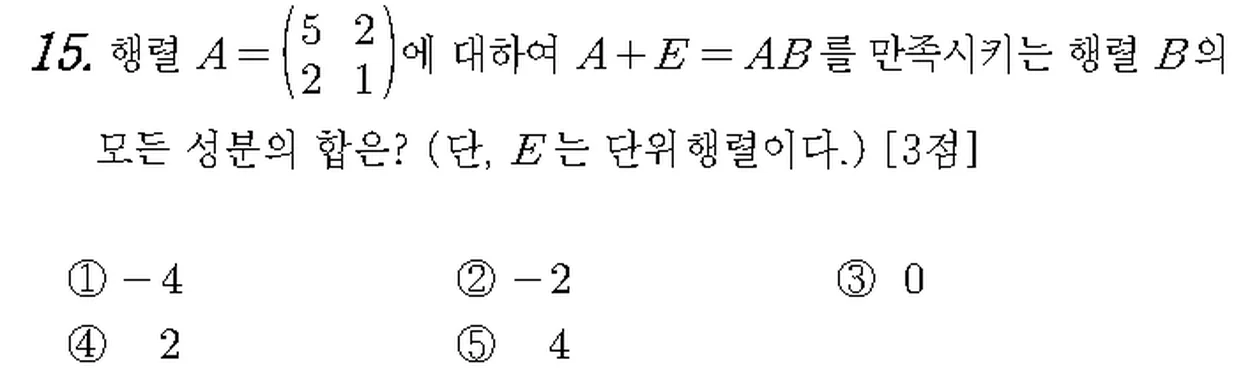 15. 행렬 A=(5 2 / 2 1)에 대하여 A+E=AB를 만족시키는 행렬 B의
모든 성분의 합은? (단, E는 단위행렬이다.) [3점]
① -4 ② -2 ③ 0
④ 2 ⑤ 4